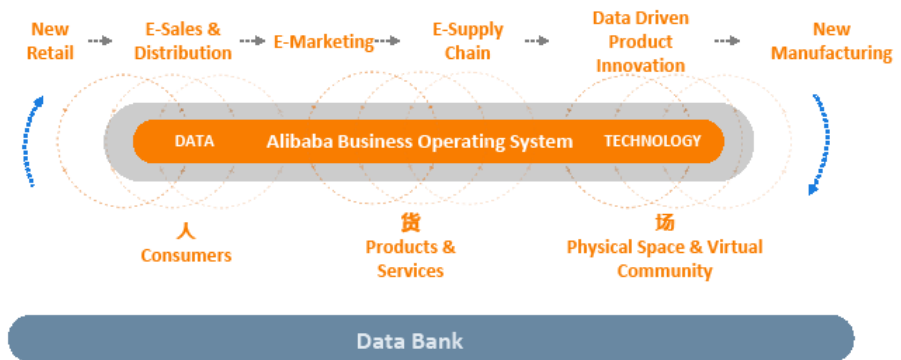 New
Retail
E-Sales &
Distribution
E-Marketing
E-Supply
Chain
Data Driven
Product
Innovation
New
Manufacturing
DATA
Alibaba Business Operating System
TECHNOLOGY
人
Consumers
货
Products &
Services
场
Physical Space & Virtual
Community
Data Bank